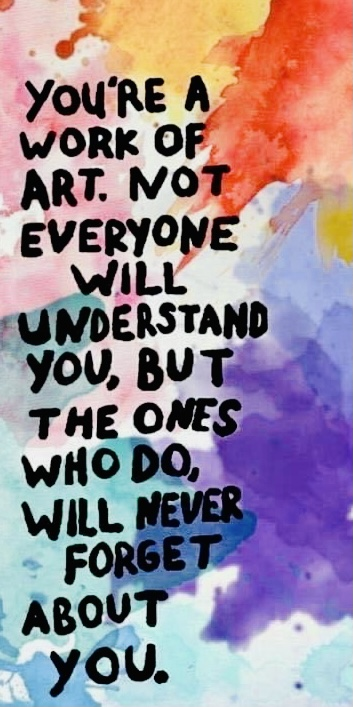 YOU'RE A
WORK OF
ART. NOT
EVERYONE
WILL
UNDERSTAND
YOU, BUT
THE ONES
WHO DO,
WILL NEVER
FORGET
ABOUT
YOU.